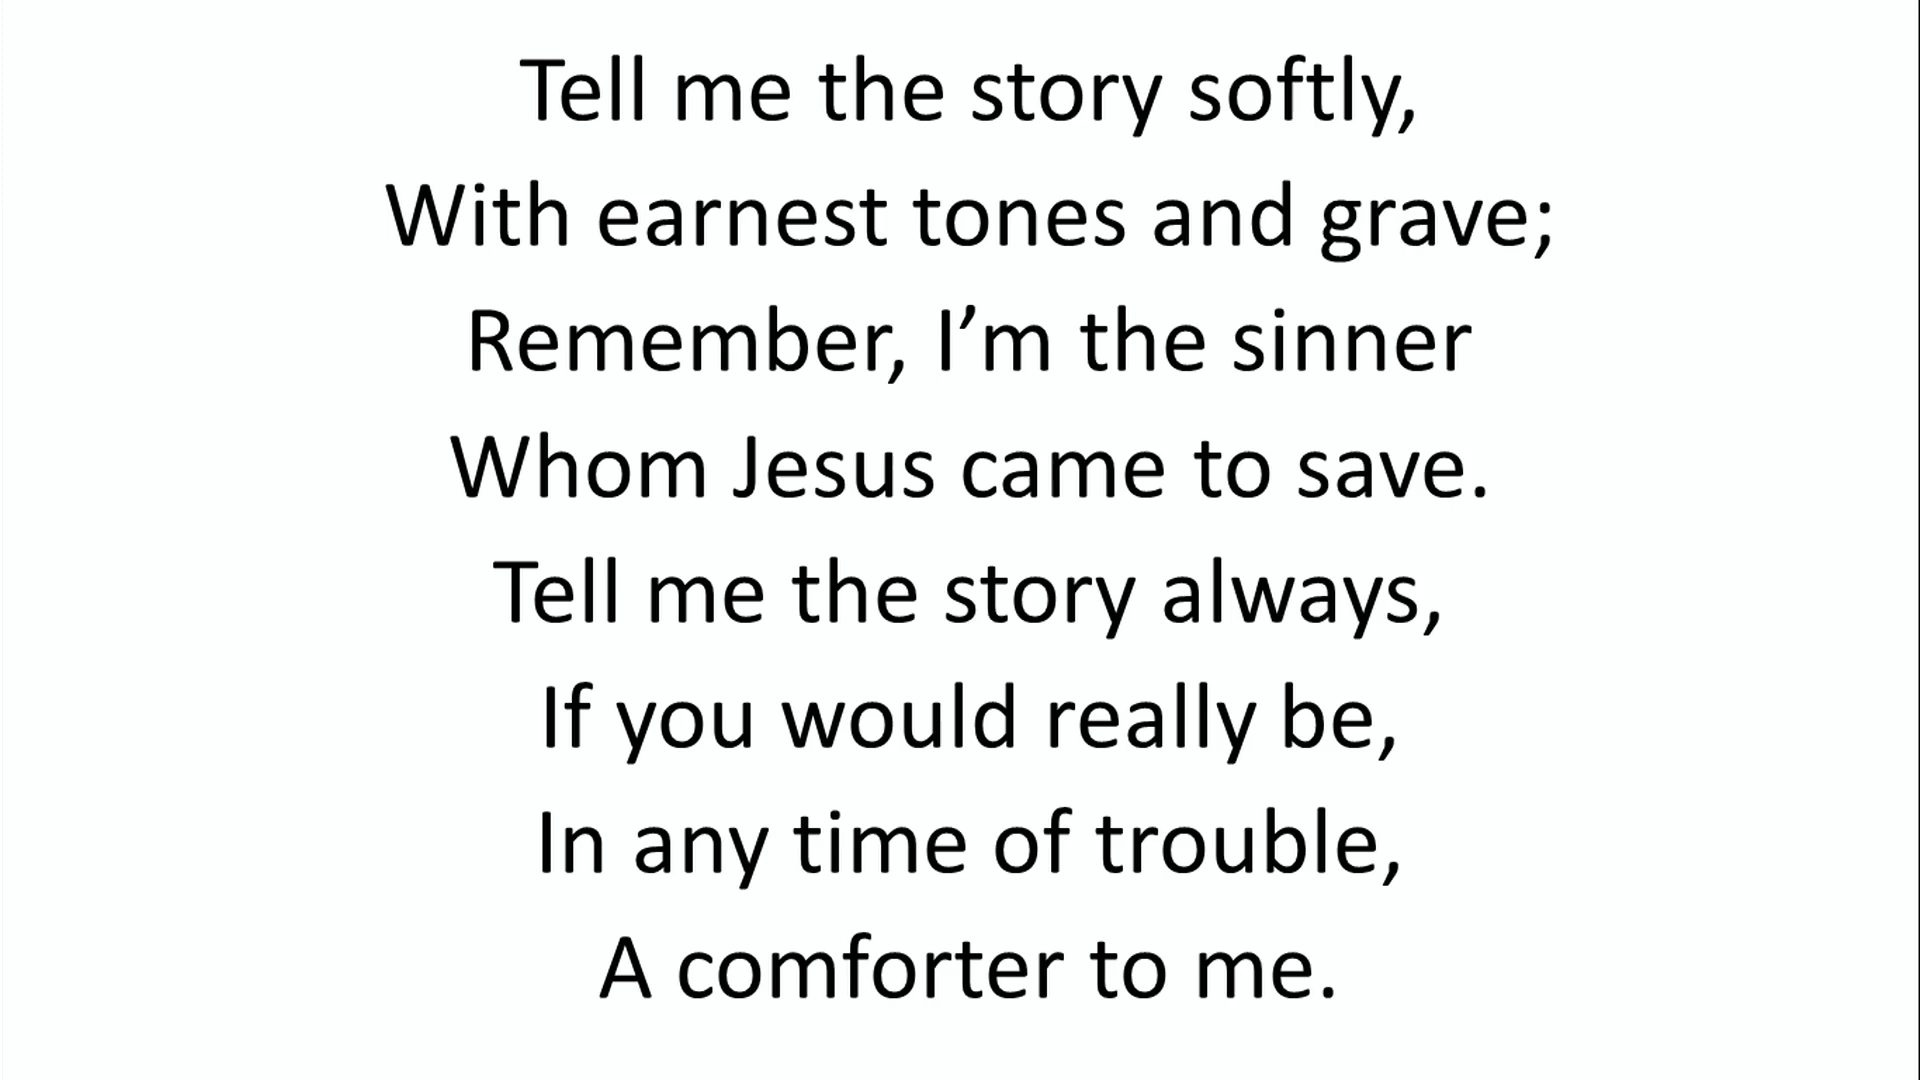 Tell me the story softly,
With earnest tones and grave;
Remember, I’m the sinner
Whom Jesus came to save.
Tell me the story always,
If you would really be,
In any time of trouble,
A comforter to me.